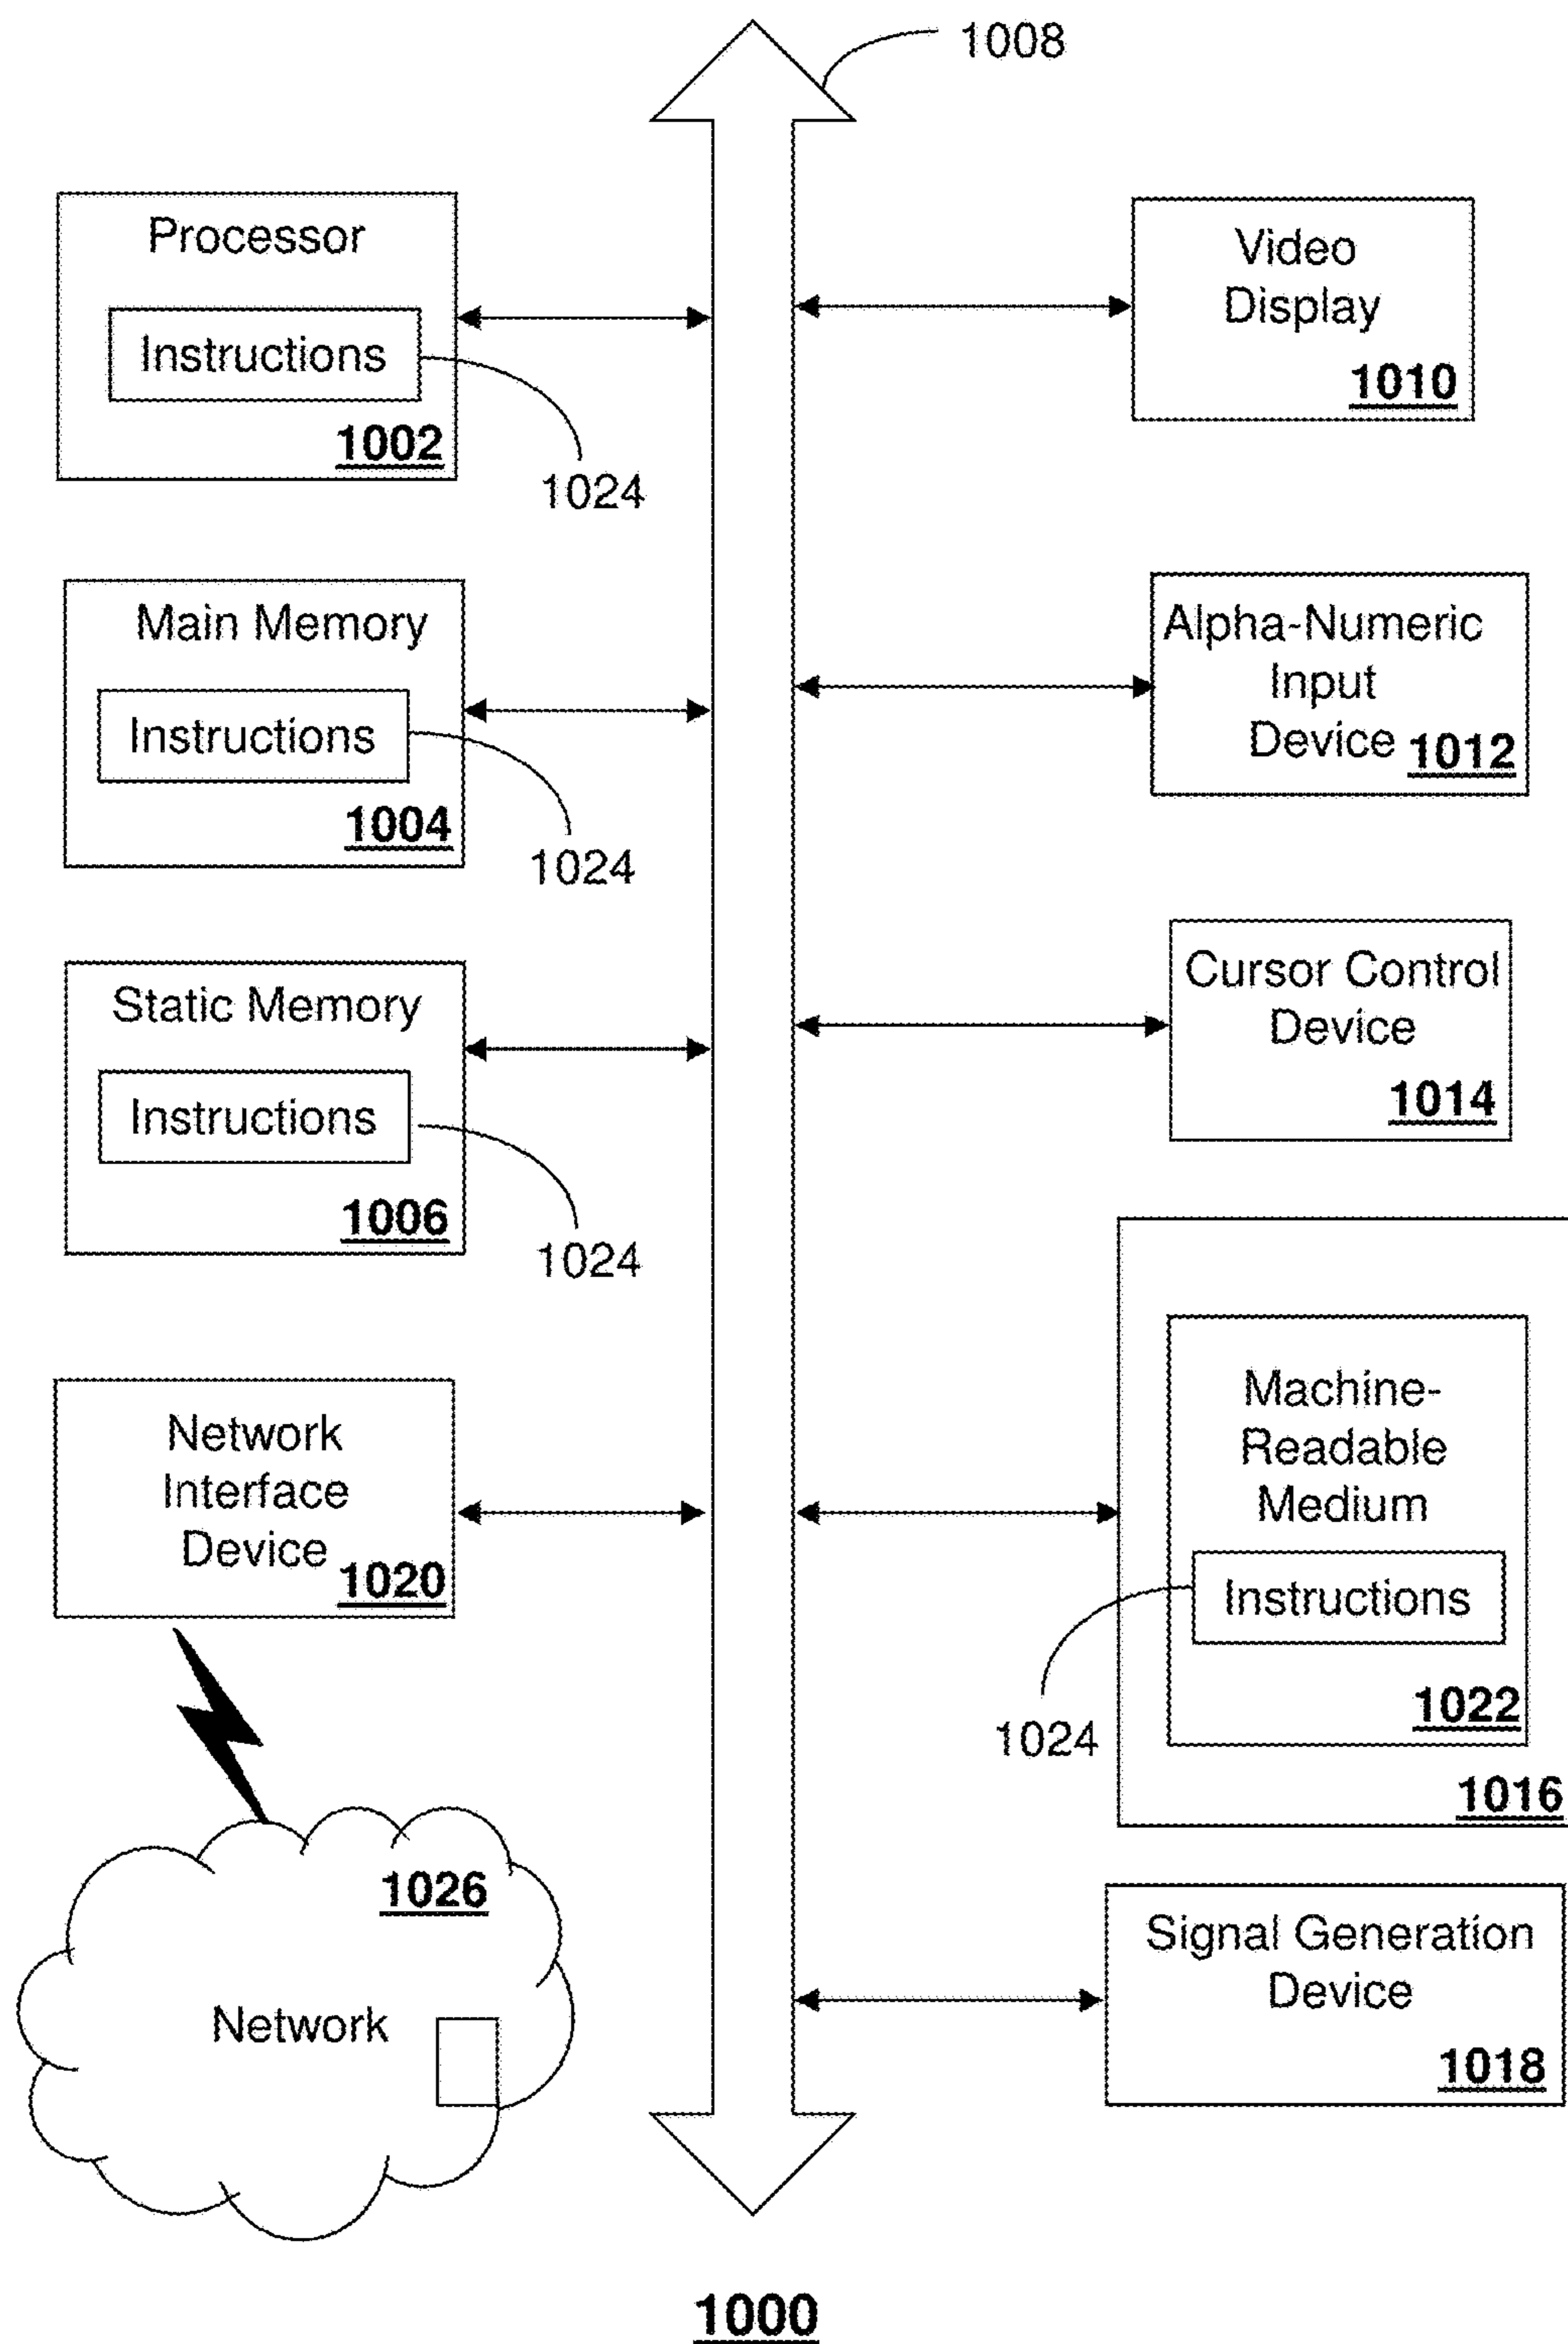 1008
Processor
Instructions
1002
1024
Video
Display
1010
Main Memory
Instructions
1004
1024
Alpha-Numeric
Input
Device 1012
Static Memory
Instructions
1006
1024
Cursor Control
Device
1014
Network
Interface
Device
1020
Machine-
Readable
Medium
Instructions
1022
1024
1016
1026
Network
Signal Generation
Device
1018
1000